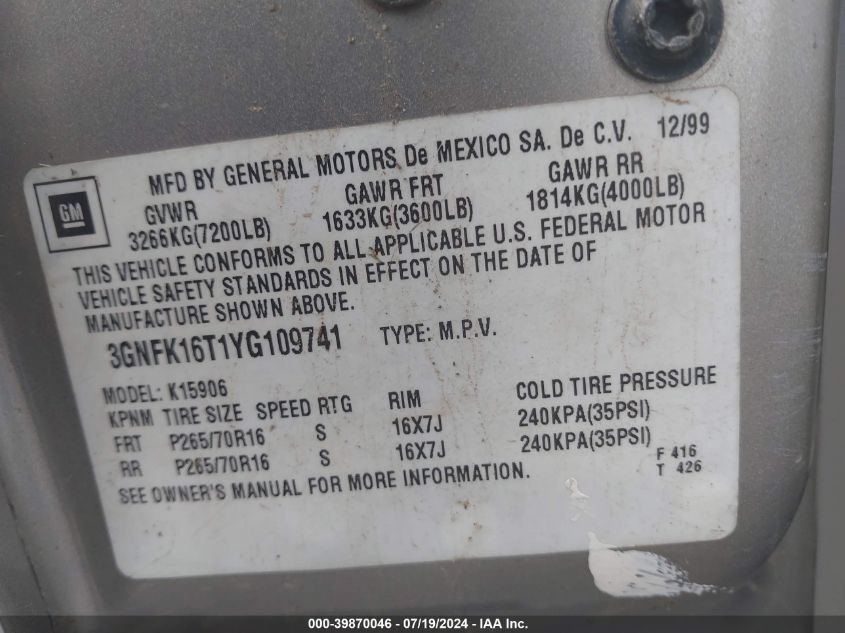 MFD BY GENERAL MOTORS De MEXICO SA. De C.V. 12/99
GM
GVWR GAWR FRT GAWR RR
3266KG(7200LB) 1633KG(3600LB) 1814KG(4000LB)
THIS VEHICLE CONFORMS TO ALL APPLICABLE U.S. FEDERAL MOTOR
VEHICLE SAFETY STANDARDS IN EFFECT ON THE DATE OF
MANUFACTURE SHOWN ABOVE.
3GNFK16T1YG109741 TYPE: M.P.V.
MODEL: K15906
KPNM TIRE SIZE SPEED RTG RIM COLD TIRE PRESSURE
FRT P265/70R16 S 16X7J 240KPA(35PSI)
RR P265/70R16 S 16X7J 240KPA(35PSI)
F 416
T 426
SEE OWNER'S MANUAL FOR MORE INFORMATION.
000-39870046 / 07/19/2024 - IAA Inc.